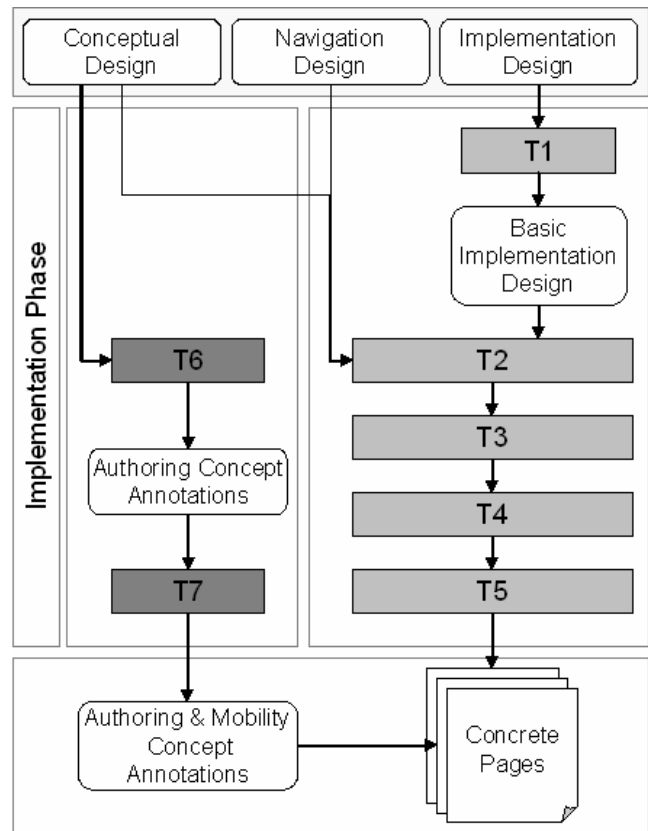 Conceptual
Design
Navigation
Design
Implementation
Design
Implementation Phase
T1
Basic
Implementation
Design
T6
T2
T3
Authoring Concept
Annotations
T4
T7
T5
Authoring & Mobility
Concept
Annotations
Concrete
Pages